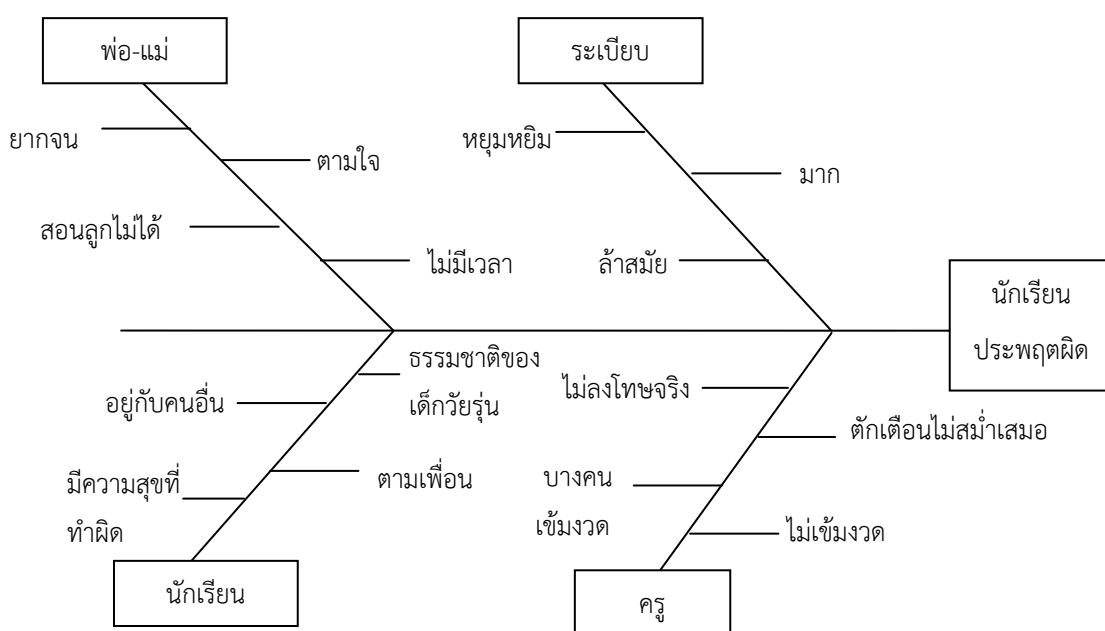 พ่อ-แม่
ระเบียบ
ยากจน
ตามใจ
หยุมหยิม
มาก
สอนลูกไม่ได้
ไม่มีเวลา
ล้าสมัย
นักเรียน
ประพฤตผิด
ธรรมชาติของ
เด็กวัยรุ่น
อยู่กับคนอื่น
ไม่ลงโทษจริง
ตักเตือนไม่สม่ำเสมอ
มีความสุขที่
ทำผิด
ตามเพื่อน
บางคน
เข้มงวด
ไม่เข้มงวด
นักเรียน
ครู